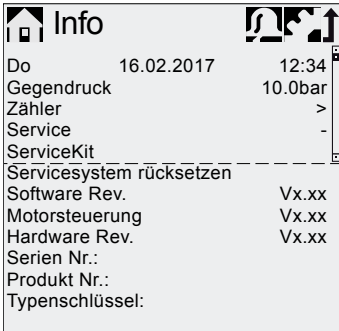 Info
Do 16.02.2017 12:34
Gegendruck 10.0bar
Zähler >
Service -
ServiceKit
Servicesystem rücksetzen
Software Rev. Vx.xx
Motorsteuerung Vx.xx
Hardware Rev. Vx.xx
Serien Nr.:
Produkt Nr.:
Typenschlüssel: